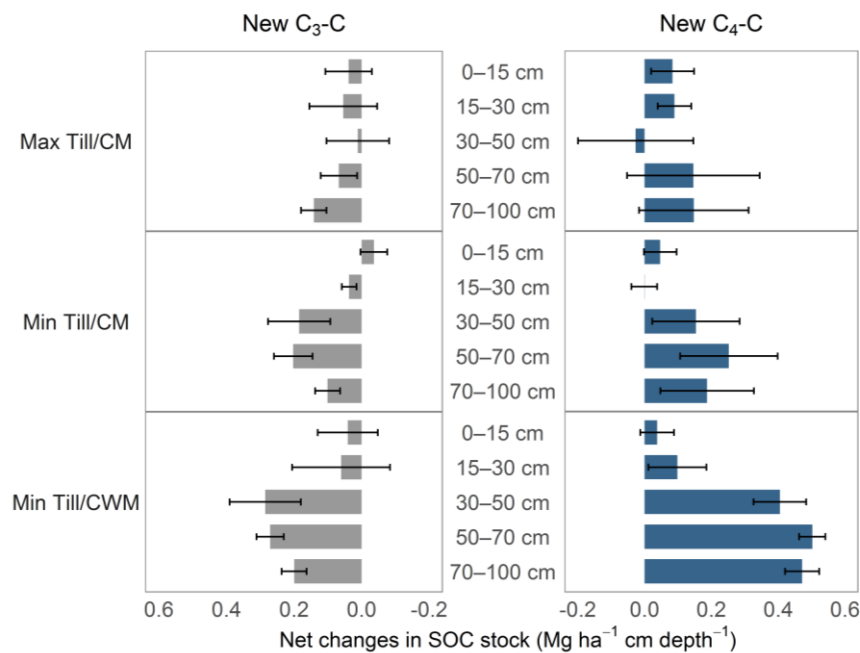 New C₃-C New C₄-C
0–15 cm
15–30 cm
Max Till/CM 30–50 cm
50–70 cm
70–100 cm
0–15 cm
15–30 cm
Min Till/CM 30–50 cm
50–70 cm
70–100 cm
0–15 cm
15–30 cm
Min Till/CWM 30–50 cm
50–70 cm
70–100 cm
0.6 0.4 0.2 0.0 -0.2 -0.2 0.0 0.2 0.4 0.6
Net changes in SOC stock (Mg ha⁻¹ cm depth⁻¹)